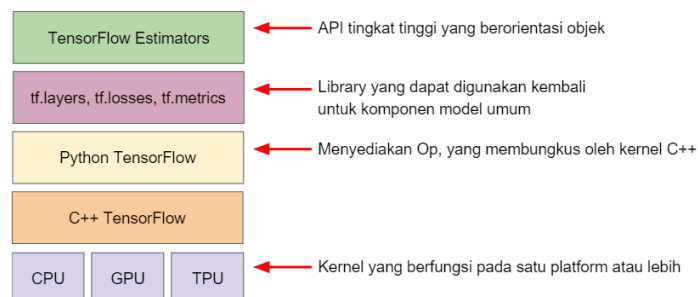 TensorFlow Estimators
API tingkat tinggi yang berorientasi objek
tf.layers, tf.losses, tf.metrics
Library yang dapat digunakan kembali
untuk komponen model umum
Python TensorFlow
Menyediakan Op, yang membungkus oleh kernel C++
C++ TensorFlow
CPU GPU TPU
Kernel yang berfungsi pada satu platform atau lebih